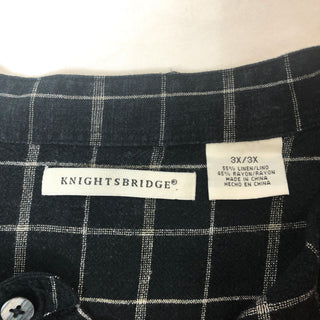 KNIGHTSBRIDGE®
3X/3X
55% LINEN/LINO
45% RAYON/RAYON
MADE IN CHINA
HECHO EN CHINA